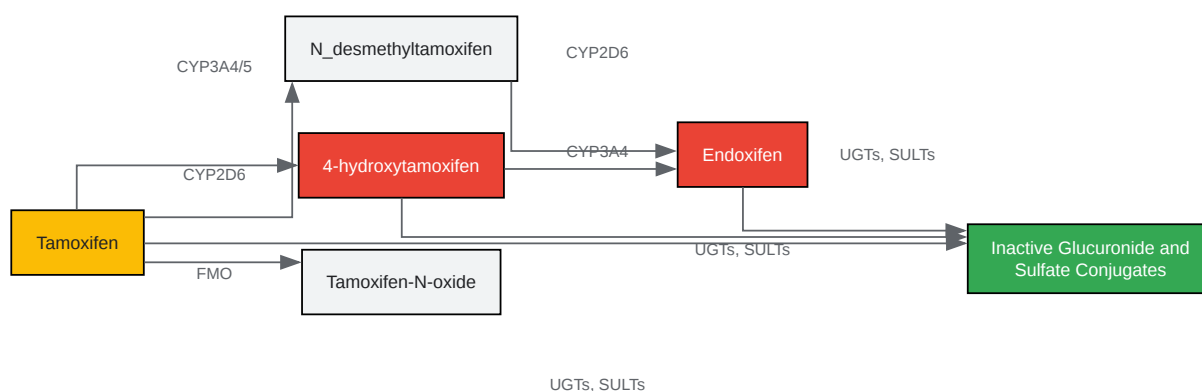 N_desmethyltamoxifen
CYP2D6
CYP3A4/5
4-hydroxytamoxifen
CYP3A4
Endoxifen
UGTs, SULTs
CYP2D6
Tamoxifen
UGTs, SULTs
Inactive Glucuronide and
Sulfate Conjugates
FMO
Tamoxifen-N-oxide
UGTs, SULTs